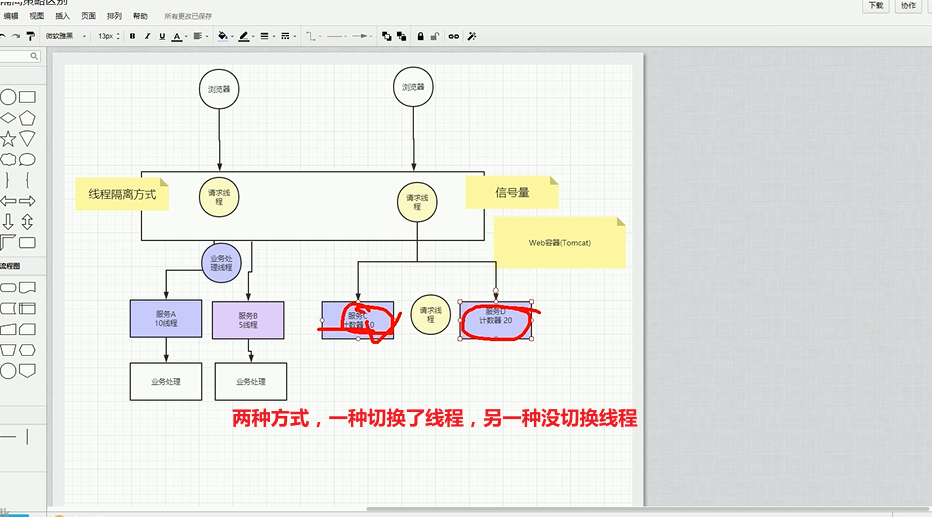 隔离策略区别
编辑 视图 插入 页面 排列 帮助 所有更改已保存
下载 协作
微软雅黑 13px B I U A
浏览器
浏览器
线程隔离方式
请求线
程
请求线
程
信号量
Web容器(Tomcat)
业务处
理线程
流程图
服务A
10线程
服务B
5线程
服务C
计数器
请求线
程
服务D
计数器 20
业务处理
业务处理
两种方式，一种切换了线程，另一种没切换线程